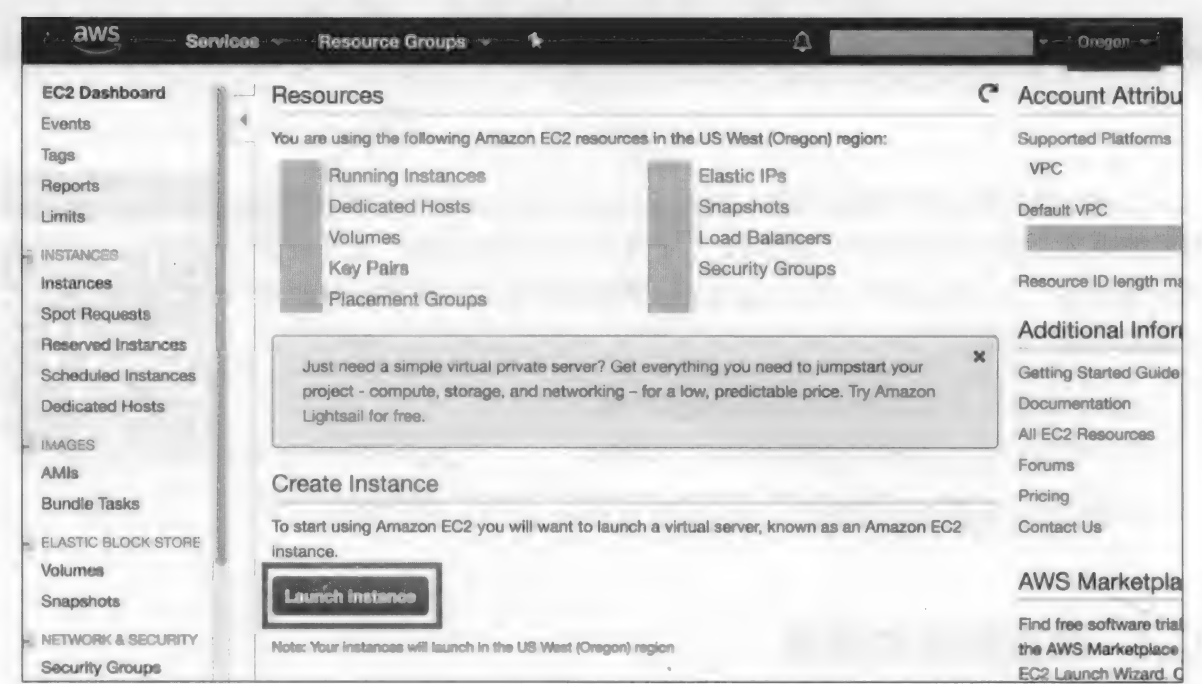 aws Services Resource Groups Oregon
EC2 Dashboard
Events
Tags
Reports
Limits
INSTANCES
Instances
Spot Requests
Reserved Instances
Scheduled Instances
Dedicated Hosts
IMAGES
AMIs
Bundle Tasks
ELASTIC BLOCK STORE
Volumes
Snapshots
NETWORK & SECURITY
Security Groups
Resources
You are using the following Amazon EC2 resources in the US West (Oregon) region:
Running Instances
Dedicated Hosts
Volumes
Key Pairs
Placement Groups
Elastic IPs
Snapshots
Load Balancers
Security Groups
Just need a simple virtual private server? Get everything you need to jumpstart your
project - compute, storage, and networking – for a low, predictable price. Try Amazon
Lightsail for free.
Create Instance
To start using Amazon EC2 you will want to launch a virtual server, known as an Amazon EC2
instance.
Launch Instance
Note: Your instances will launch in the US West (Oregon) region
Account Attribu
Supported Platforms
VPC
Default VPC
Resource ID length ma
Additional Infor
Getting Started Guide
Documentation
All EC2 Resources
Forums
Pricing
Contact Us
AWS Marketpla
Find free software trial
the AWS Marketplace
EC2 Launch Wizard.